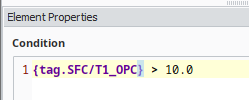 Element Properties
Condition
1 {tag.SFC/T1_OPC} > 10.0